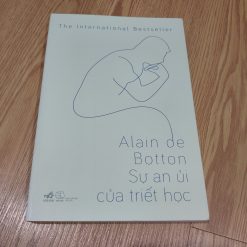 The International Bestseller
Alain de
Botton
Sự an ủi
của triết học